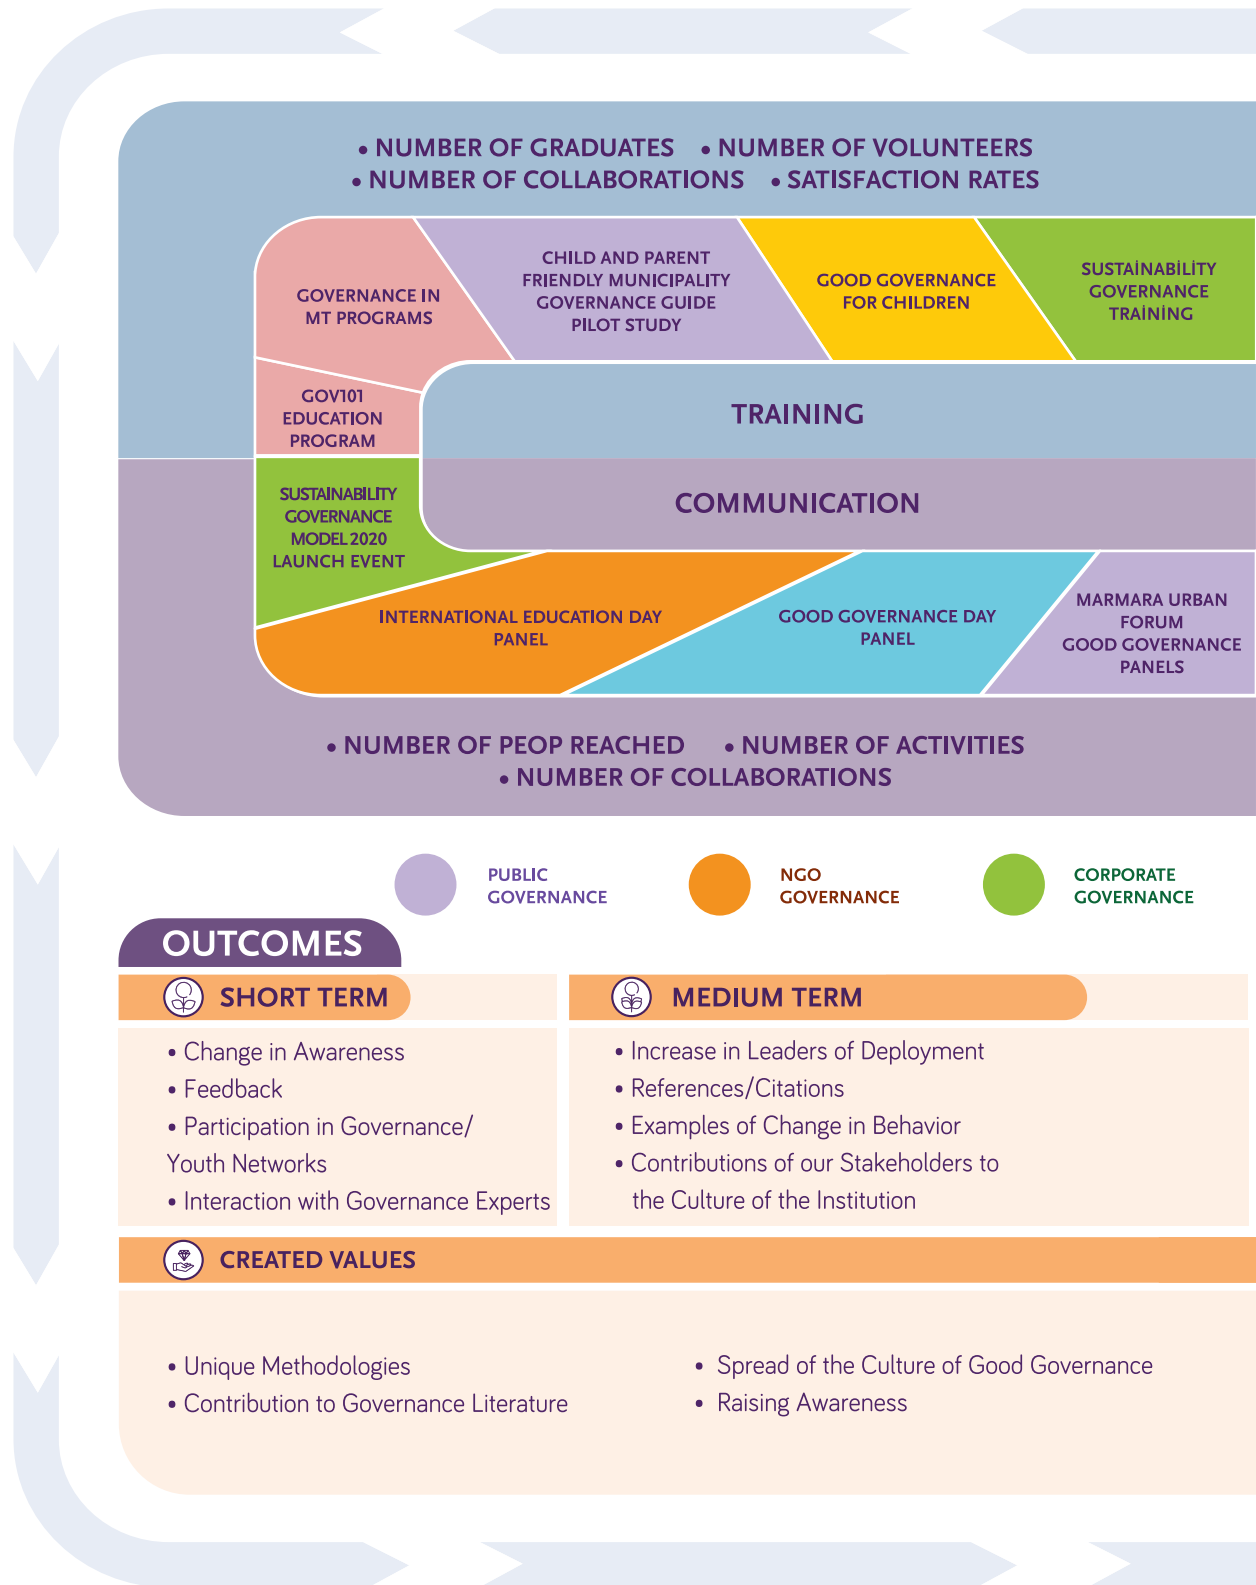 • NUMBER OF GRADUATES • NUMBER OF VOLUNTEERS
• NUMBER OF COLLABORATIONS • SATISFACTION RATES
GOVERNANCE IN
MT PROGRAMS
CHILD AND PARENT
FRIENDLY MUNICIPALITY
GOVERNANCE GUIDE
PILOT STUDY
GOOD GOVERNANCE
FOR CHILDREN
SUSTAİNABİLİTY
GOVERNANCE
TRAİNİNG
GOV101
EDUCATION
PROGRAM
TRAINING
COMMUNICATION
SUSTAINABILITY
GOVERNANCE
MODEL 2020
LAUNCH EVENT
INTERNATIONAL EDUCATION DAY
PANEL
GOOD GOVERNANCE DAY
PANEL
MARMARA URBAN
FORUM
GOOD GOVERNANCE
PANELS
• NUMBER OF PEOP REACHED • NUMBER OF ACTIVITIES
• NUMBER OF COLLABORATIONS
PUBLIC
GOVERNANCE
NGO
GOVERNANCE
CORPORATE
GOVERNANCE
OUTCOMES
SHORT TERM
• Change in Awareness
• Feedback
• Participation in Governance/
Youth Networks
• Interaction with Governance Experts
MEDIUM TERM
• Increase in Leaders of Deployment
• References/Citations
• Examples of Change in Behavior
• Contributions of our Stakeholders to
the Culture of the Institution
CREATED VALUES
• Unique Methodologies
• Contribution to Governance Literature
• Spread of the Culture of Good Governance
• Raising Awareness